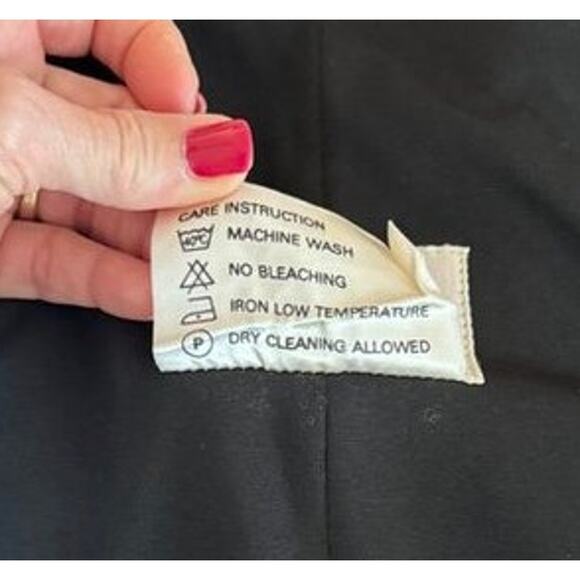 CARE INSTRUCTION
40°C MACHINE WASH
NO BLEACHING
IRON LOW TEMPERATURE
P DRY CLEANING ALLOWED